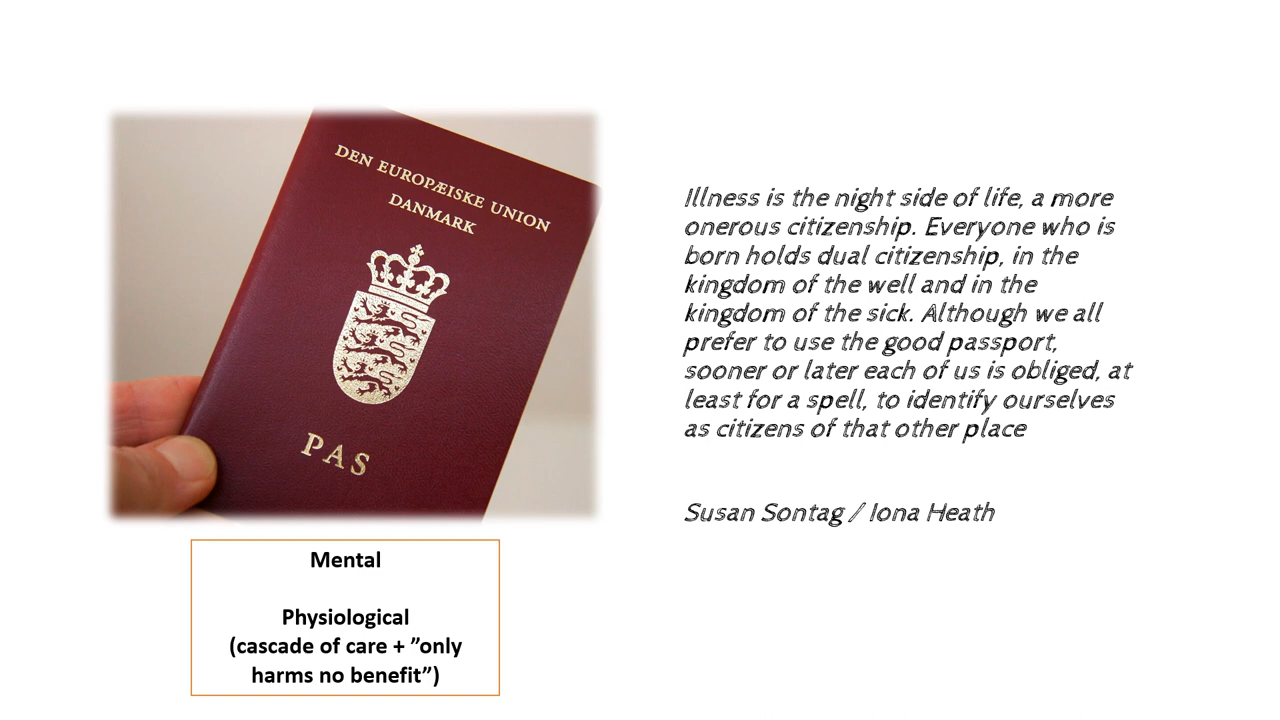 DEN EUROPÆISKE UNION
DANMARK
PAS
Mental
Physiological
(cascade of care + ”only
harms no benefit”)
Illness is the night side of life, a more
onerous citizenship. Everyone who is
born holds dual citizenship, in the
kingdom of the well and in the
kingdom of the sick. Although we all
prefer to use the good passport,
sooner or later each of us is obliged, at
least for a spell, to identify ourselves
as citizens of that other place
Susan Sontag / Iona Heath